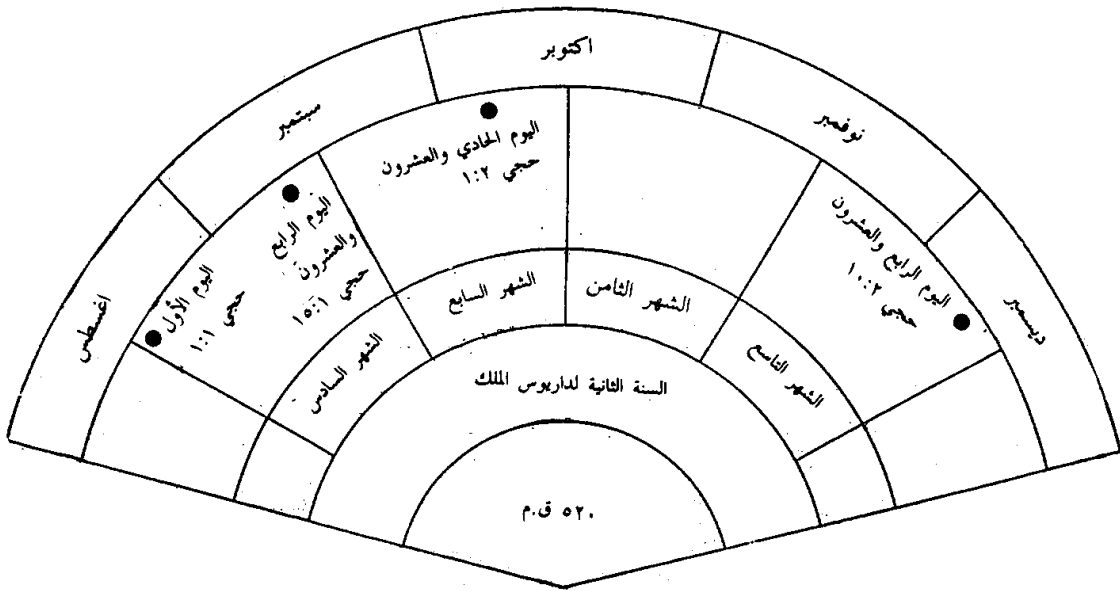 اغسطس
سبتمبر
اكتوبر
نوفمبر
ديسمبر
اليوم الأول
حجي ١:١
اليوم الرابع
والعشرون
حجي ١٥:١
اليوم الحادي والعشرون
حجي ١:٢
اليوم الرابع والعشرون
حجي ١٠:٢
الشهر السادس
الشهر السابع
الشهر الثامن
الشهر التاسع
السنة الثانية لداريوس الملك
٥٢٠ ق.م